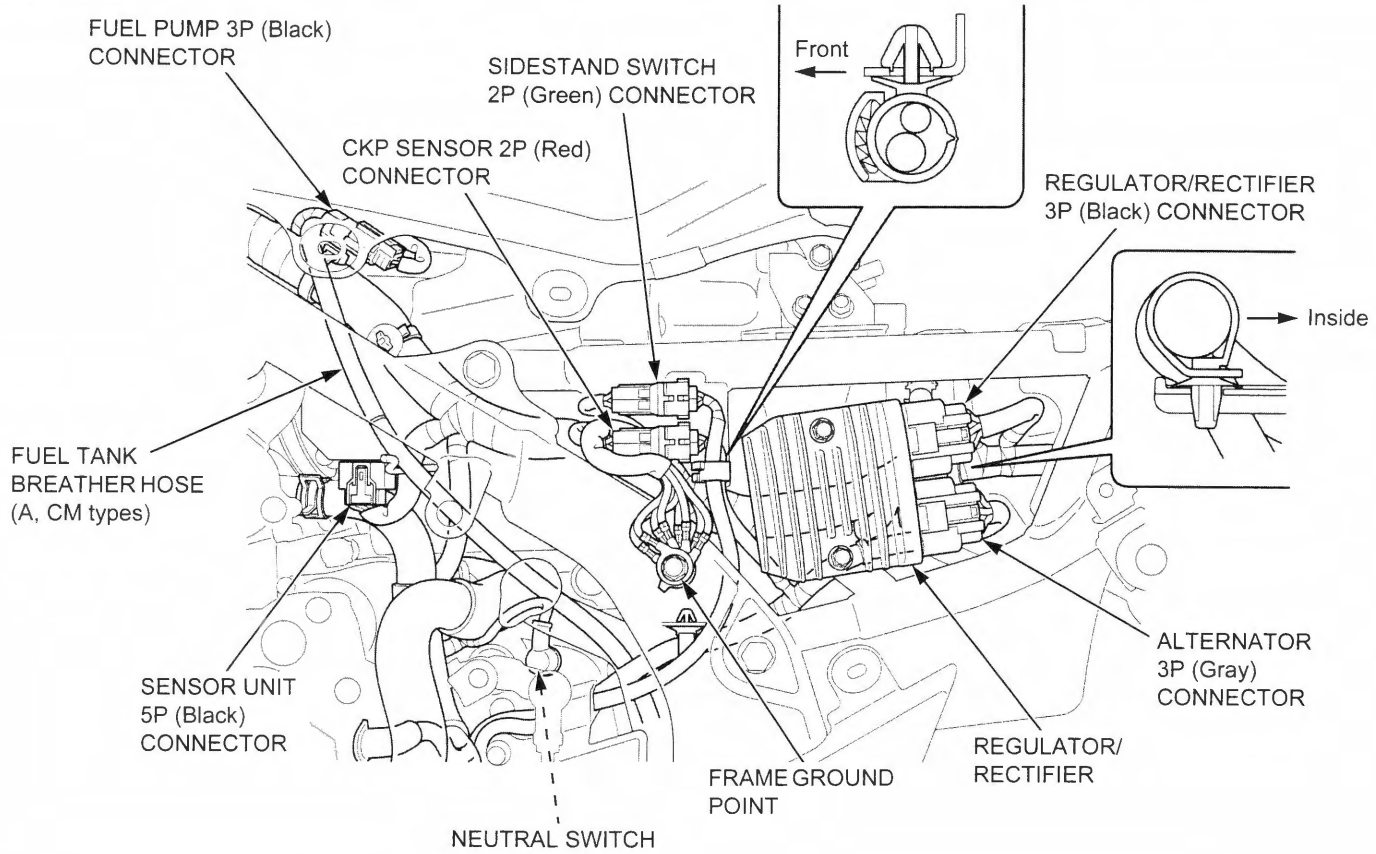 FUEL PUMP 3P (Black)
CONNECTOR
SIDESTAND SWITCH
2P (Green) CONNECTOR
Front
CKP SENSOR 2P (Red)
CONNECTOR
REGULATOR/RECTIFIER
3P (Black) CONNECTOR
Inside
FUEL TANK
BREATHER HOSE
(A, CM types)
SENSOR UNIT
5P (Black)
CONNECTOR
ALTERNATOR
3P (Gray)
CONNECTOR
REGULATOR/
RECTIFIER
FRAME GROUND
POINT
NEUTRAL SWITCH